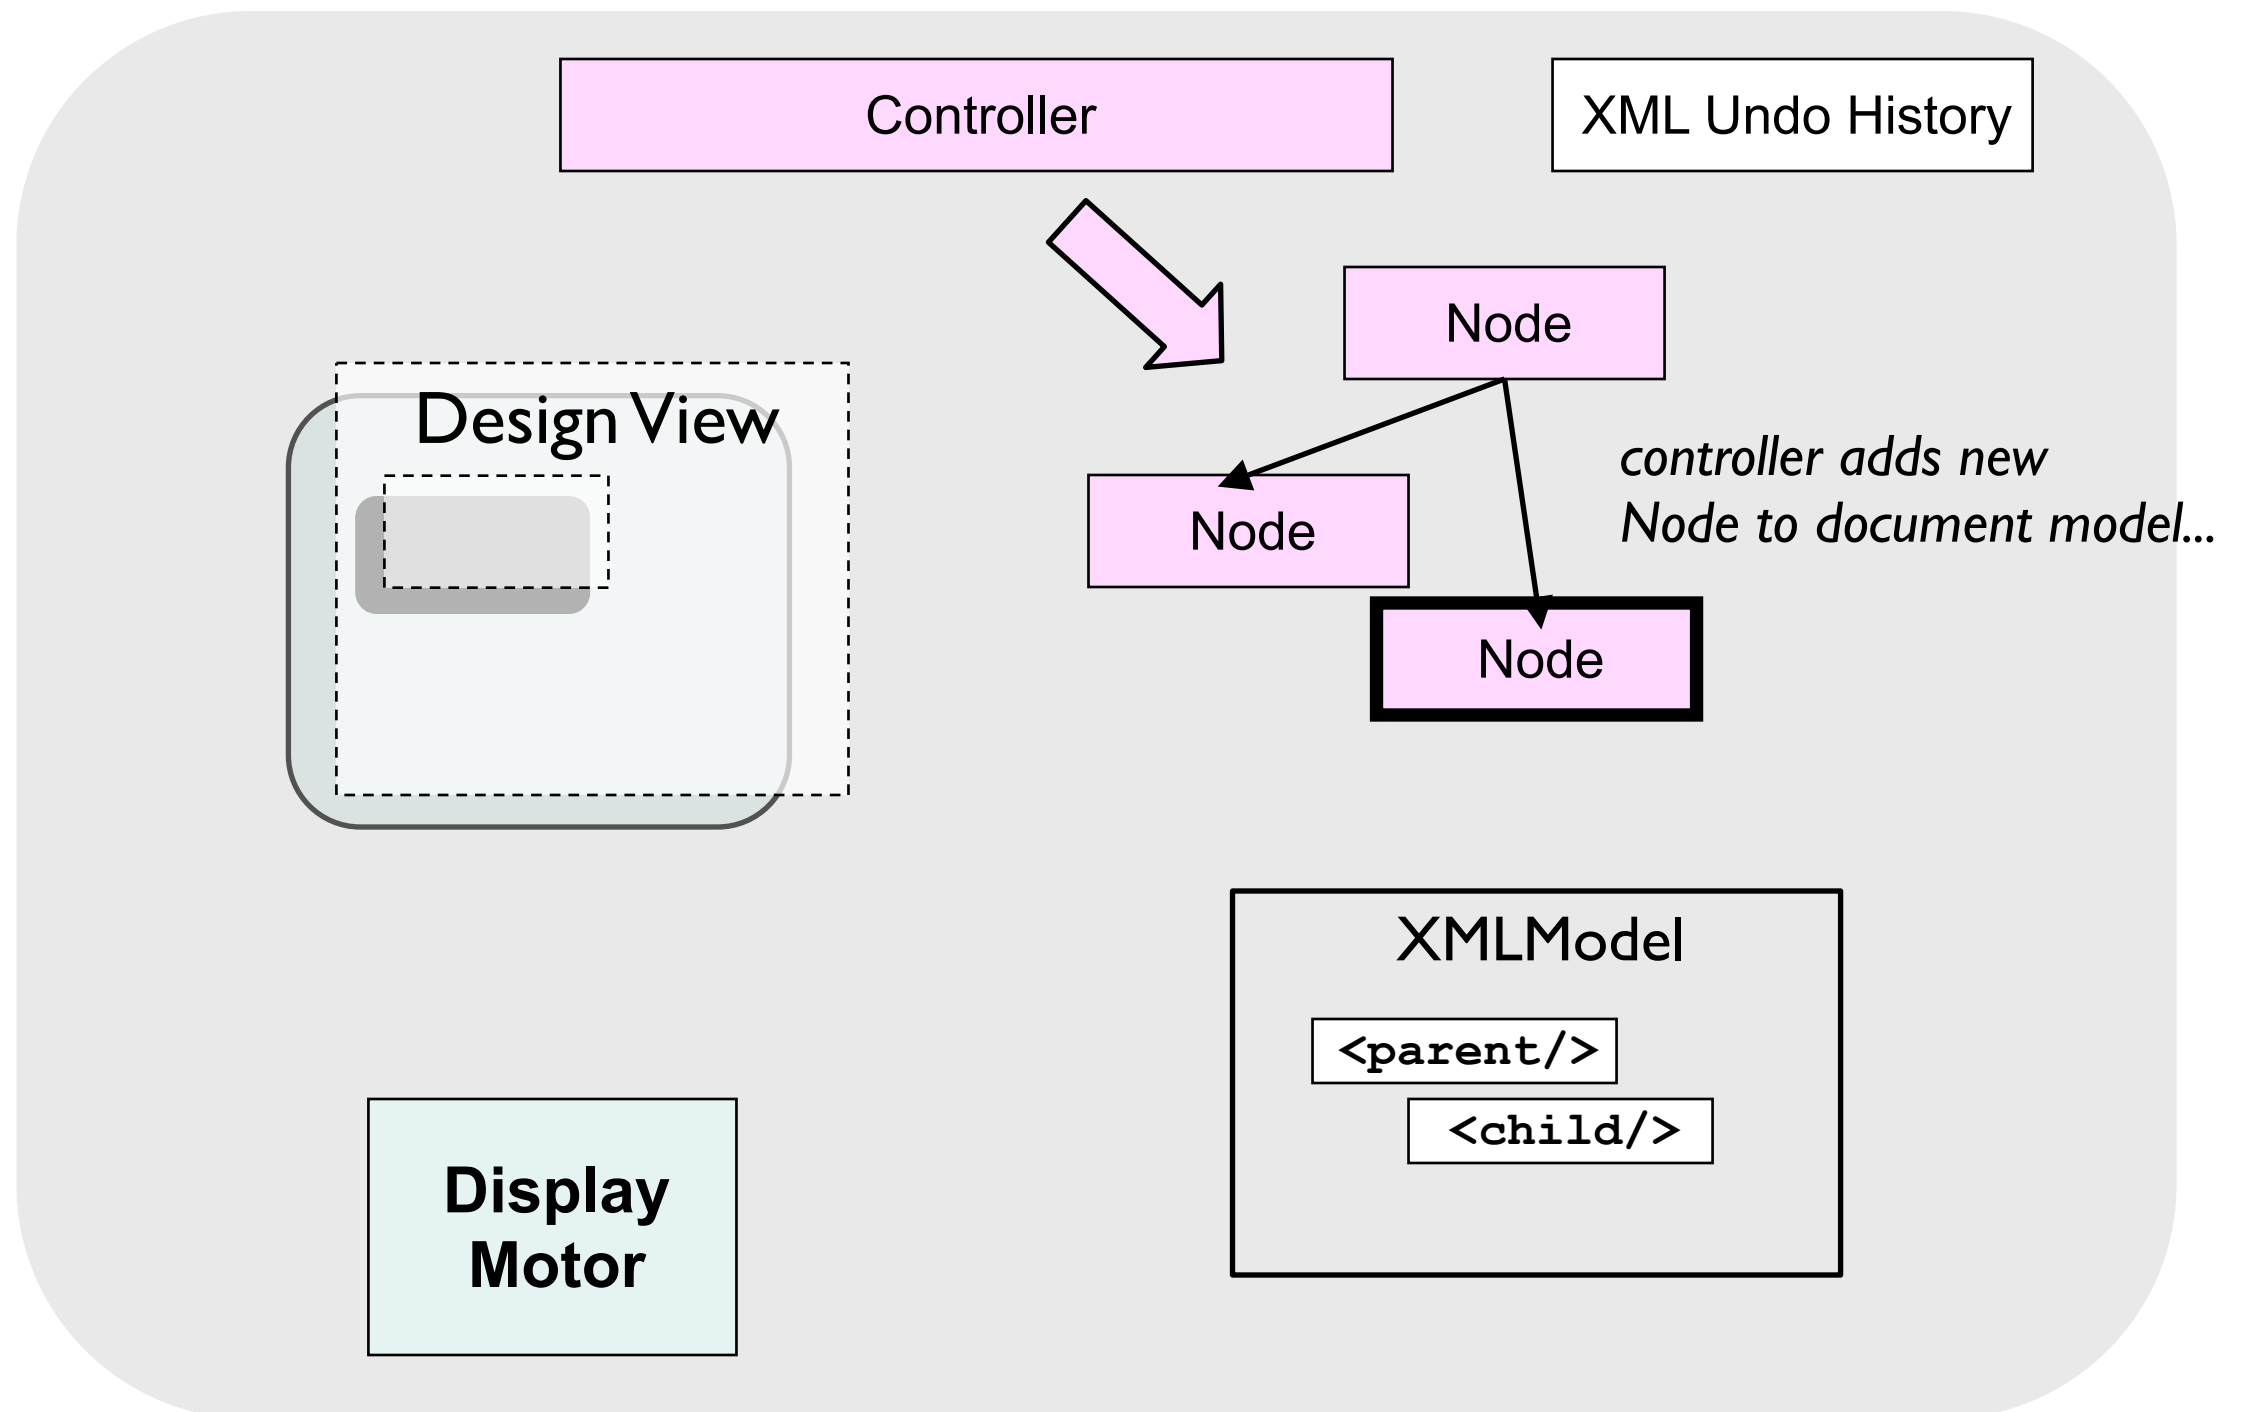 Controller
XML Undo History
Node
Design View
controller adds new
Node to document model...
Node
Node
XMLModel
<parent/>
<child/>
Display
Motor